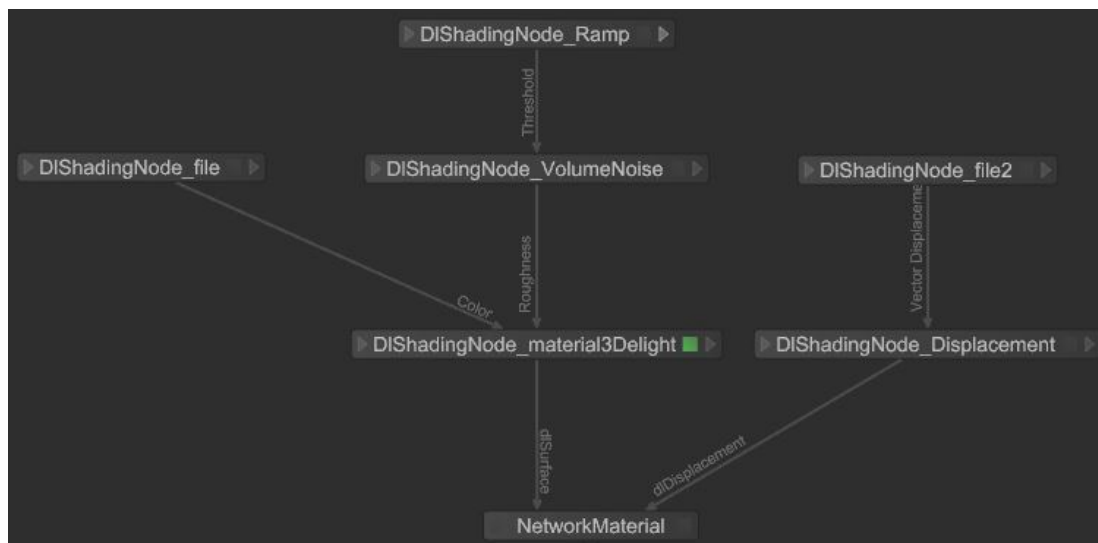 DlShadingNode_Ramp
Threshold
DlShadingNode_file
DlShadingNode_VolumeNoise
DlShadingNode_file2
Color
Roughness
Vector Displaceme
DlShadingNode_material3Delight
DlShadingNode_Displacement
dlSurface
dlDisplacement
NetworkMaterial